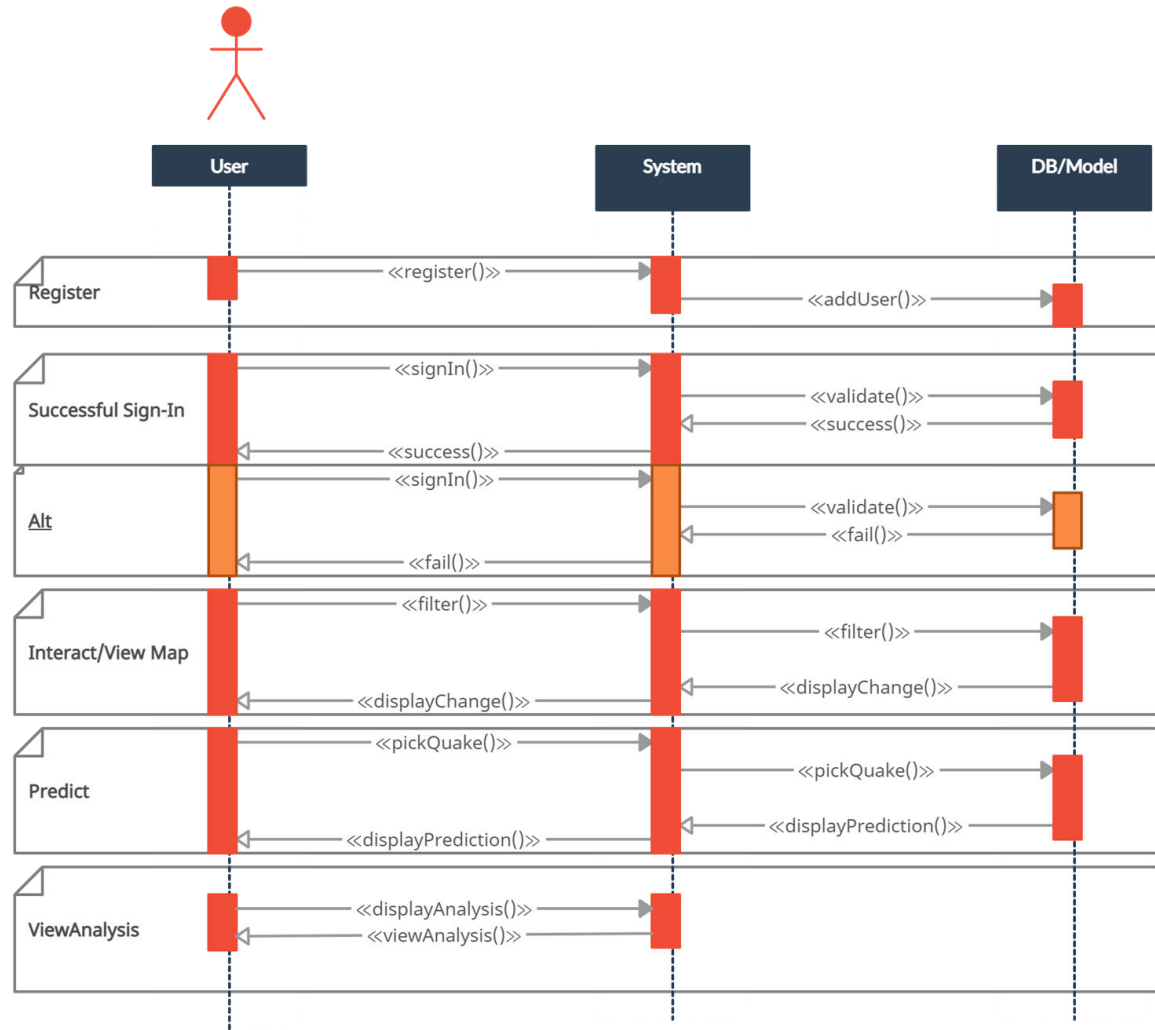 User
System
DB/Model
Register
«register()»
«addUser()»
Successful Sign-In
«signIn()»
«validate()»
«success()»
«success()»
Alt
«signIn()»
«validate()»
«fail()»
«fail()»
Interact/View Map
«filter()»
«filter()»
«displayChange()»
«displayChange()»
Predict
«pickQuake()»
«pickQuake()»
«displayPrediction()»
«displayPrediction()»
ViewAnalysis
«displayAnalysis()»
«viewAnalysis()»